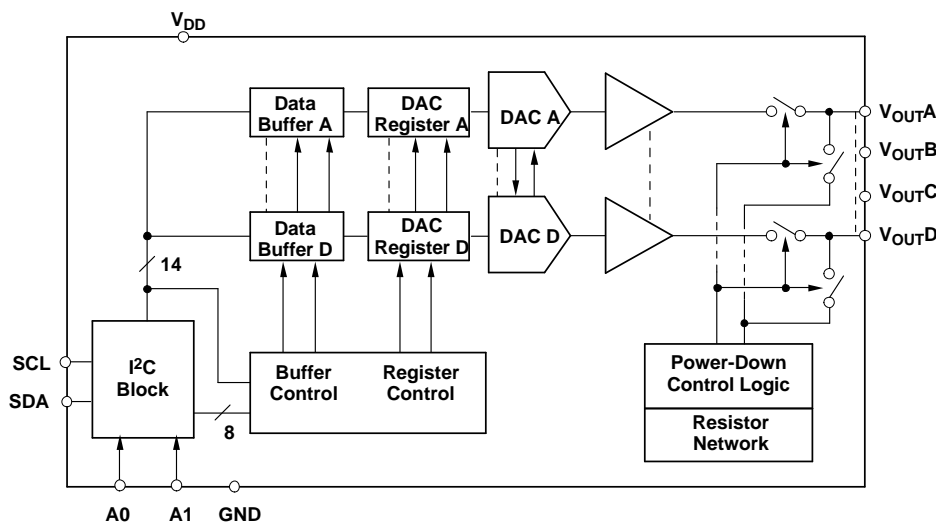 VDD
Data
Buffer A
DAC
Register A
DAC A
VOUTA
VOUTB
VOUTC
VOUTD
Data
Buffer D
DAC
Register D
DAC D
14
SCL
SDA
I2C
Block
Buffer
Control
Register
Control
8
Power-Down
Control Logic
Resistor
Network
A0
A1
GND